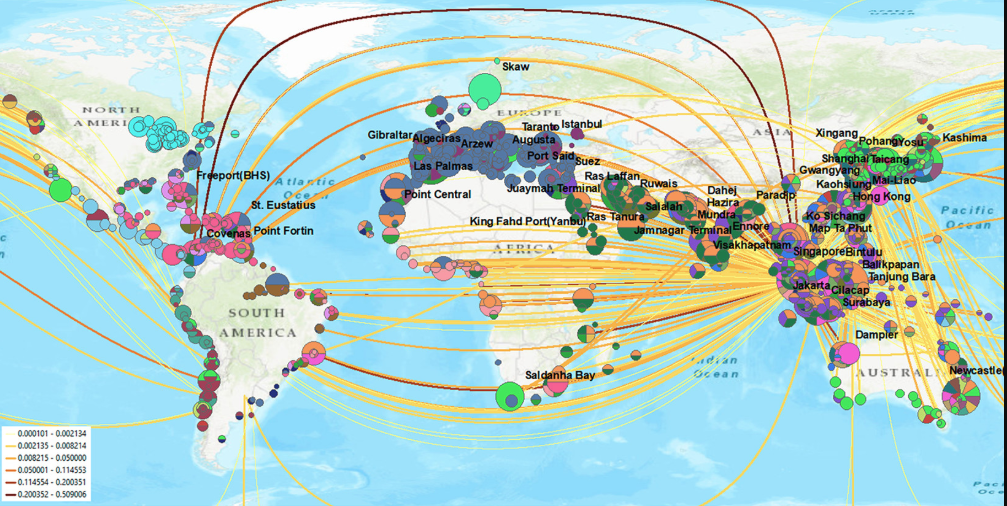 Skaw
NORTH
AMERI
EUROPE
ASIA
Gibraltar
Algeciras
Arzew
Taranto
Istanbul
Augusta
Port Said
Suez
Las Palmas
Point Central
Juaymah Terminal
Ras Laffan
Ruwais
King Fahd Port(Yanbu)
Ras Tanura
Salalah
Jamnagar Terminal
Dahej
Hazira
Mundra
Ennore
Visakhapatnam
Paradip
Xingang
Pohang
Yosu
Kashima
Shanghai
Taicang
Gwangyang
Kaohsiung
Mai-Liao
Hong Kong
Ko Sichang
Map Ta Phut
Singapore
Bintulu
Balikpapan
Tanjung Bara
Jakarta
Cilacap
Surabaya
Freeport(BHS)
Atlantic
Ocean
St. Eustatius
Covenas
Point Fortin
AFRICA
Pacific
Ocean
SOUTH
AMERICA
Saldanha Bay
Indian
Ocean
Dampier
AUSTRAL
Newcastle(
0.000101 - 0.002134
0.002135 - 0.008214
0.008215 - 0.050000
0.050001 - 0.114553
0.114554 - 0.200351
0.200352 - 0.509006